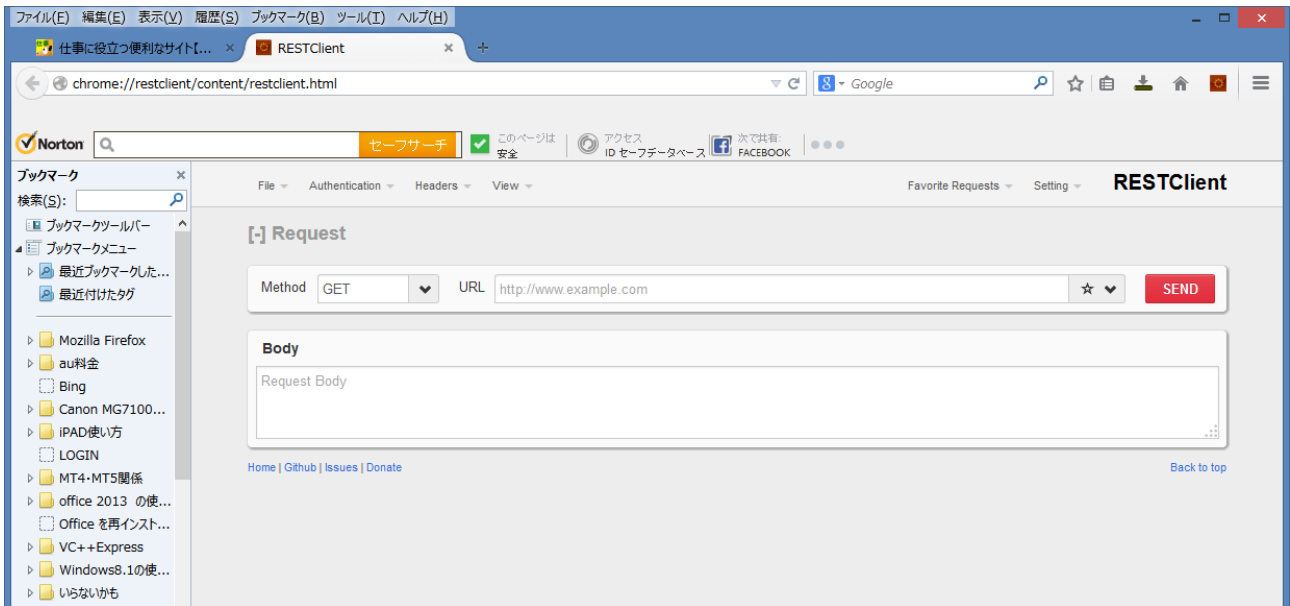 ファイル(F) 編集(E) 表示(V) 履歴(S) ブックマーク(B) ツール(T) ヘルプ(H)
仕事に役立つ便利なサイト【... × RESTClient × +
chrome://restclient/content/restclient.html
8 Google
Norton
セーフサーチ
このページは
安全
アクセス
ID セーフデータベース
次で共有:
FACEBOOK
ブックマーク ×
検索(S):
ブックマークツールバー
ブックマークメニュー
最近ブックマークした...
最近付けたタグ
Mozilla Firefox
au料金
Bing
Canon MG7100...
iPAD使い方
LOGIN
MT4・MT5関係
office 2013 の使...
Office を再インスト...
VC++Express
Windows8.1の使...
いらないかも
File Authentication Headers View Favorite Requests Setting RESTClient
[-] Request
Method GET URL http://www.example.com SEND
Body
Request Body
Home | Github | Issues | Donate Back to top